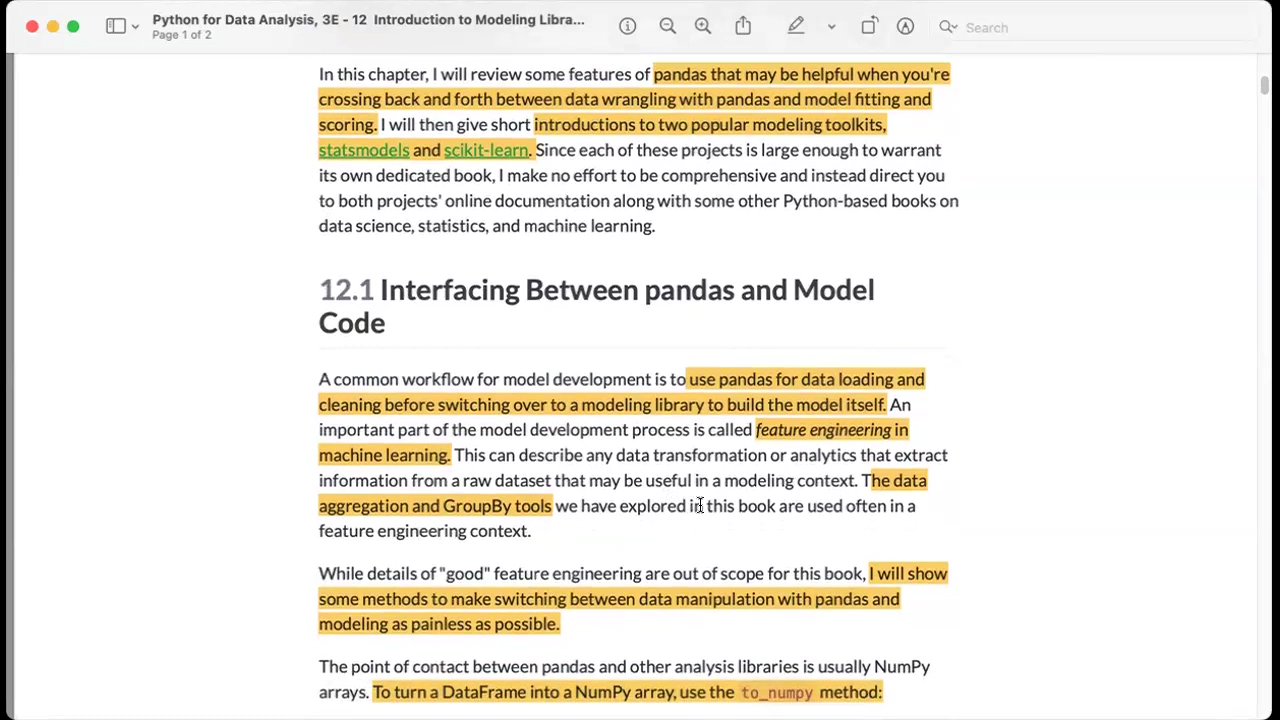 Python for Data Analysis, 3E - 12 Introduction to Modeling Libra...
Page 1 of 2
Search
In this chapter, I will review some features of pandas that may be helpful when you're
crossing back and forth between data wrangling with pandas and model fitting and
scoring. I will then give short introductions to two popular modeling toolkits,
statsmodels and scikit-learn. Since each of these projects is large enough to warrant
its own dedicated book, I make no effort to be comprehensive and instead direct you
to both projects' online documentation along with some other Python-based books on
data science, statistics, and machine learning.
12.1 Interfacing Between pandas and Model
Code
A common workflow for model development is to use pandas for data loading and
cleaning before switching over to a modeling library to build the model itself. An
important part of the model development process is called feature engineering in
machine learning. This can describe any data transformation or analytics that extract
information from a raw dataset that may be useful in a modeling context. The data
aggregation and GroupBy tools we have explored in this book are used often in a
feature engineering context.
While details of "good" feature engineering are out of scope for this book, I will show
some methods to make switching between data manipulation with pandas and
modeling as painless as possible.
The point of contact between pandas and other analysis libraries is usually NumPy
arrays. To turn a DataFrame into a NumPy array, use the to_numpy method: